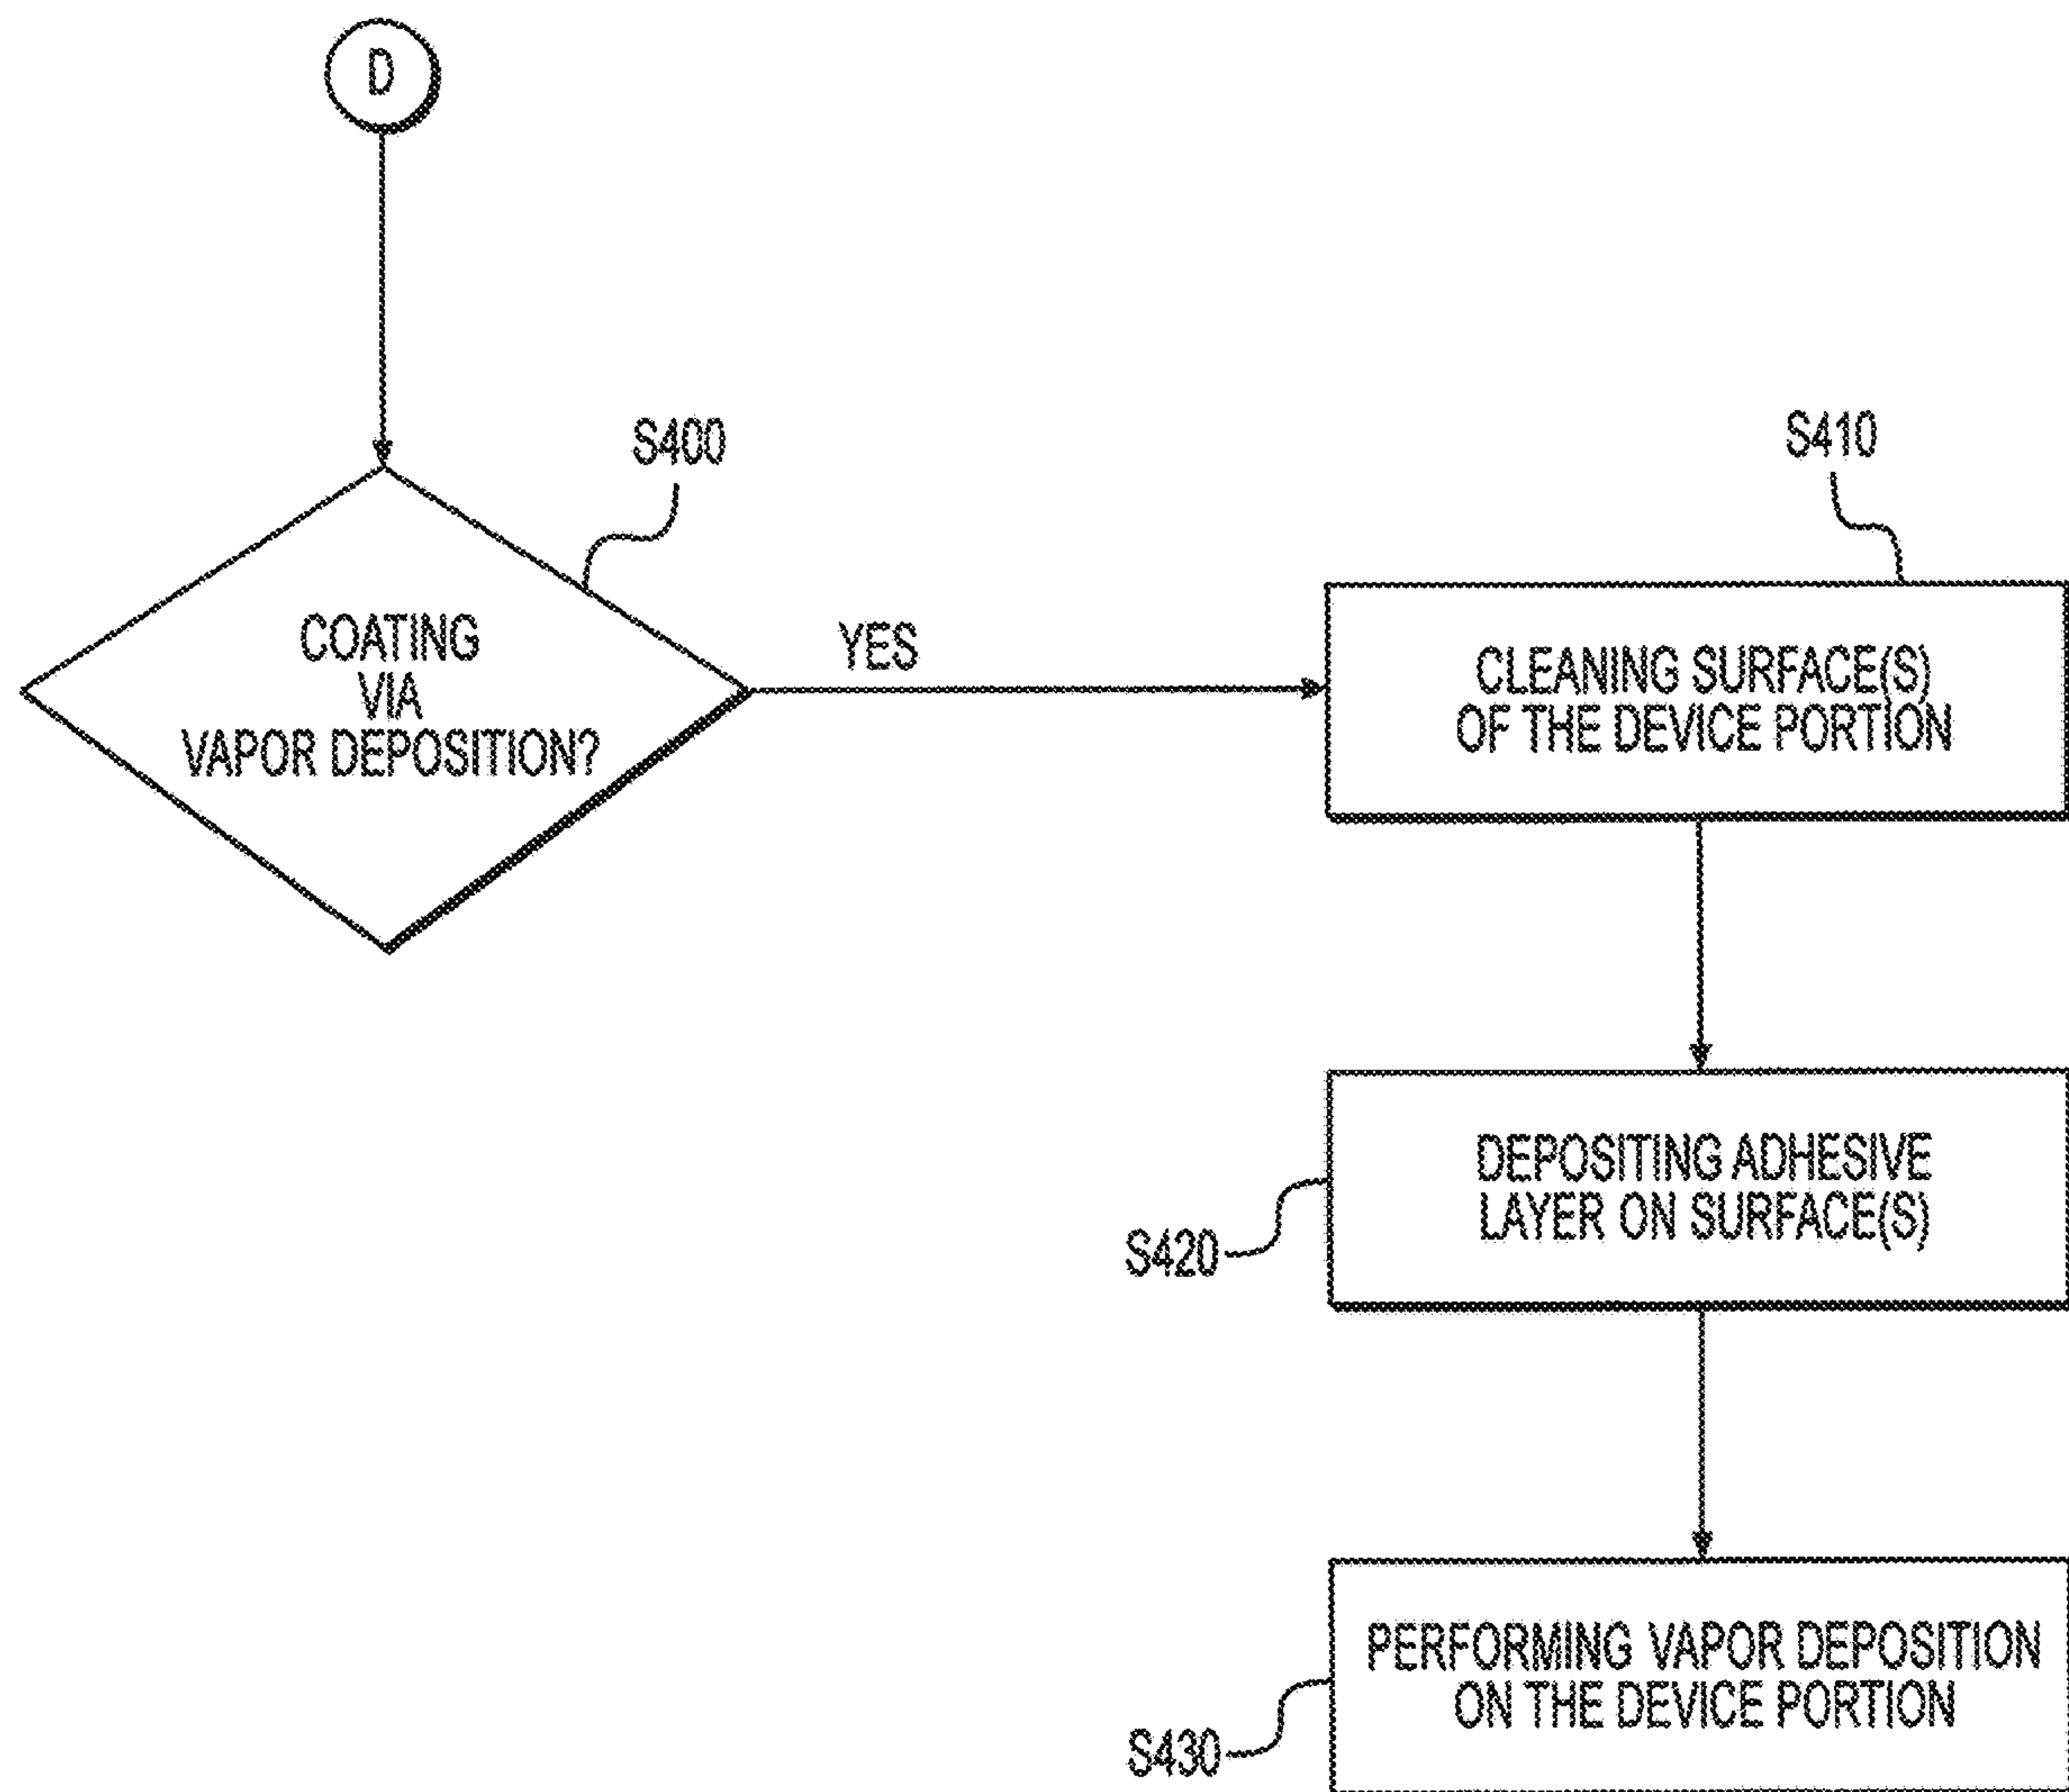 D
S400
S410
COATING
VIA
VAPOR DEPOSITION?
YES
CLEANING SURFACE(S)
OF THE DEVICE PORTION
DEPOSITING ADHESIVE
LAYER ON SURFACE(S)
S420
PERFORMING VAPOR DEPOSITION
ON THE DEVICE PORTION
S430